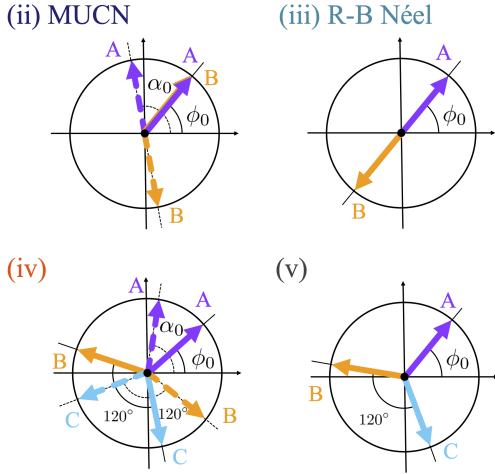 (ii) MUCN
A
A
B
α₀
ϕ₀
B
(iii) R-B Néel
A
ϕ₀
B
(iv)
A
A
α₀
ϕ₀
B
120°
120°
C
B
C
(v)
A
ϕ₀
B
120°
C